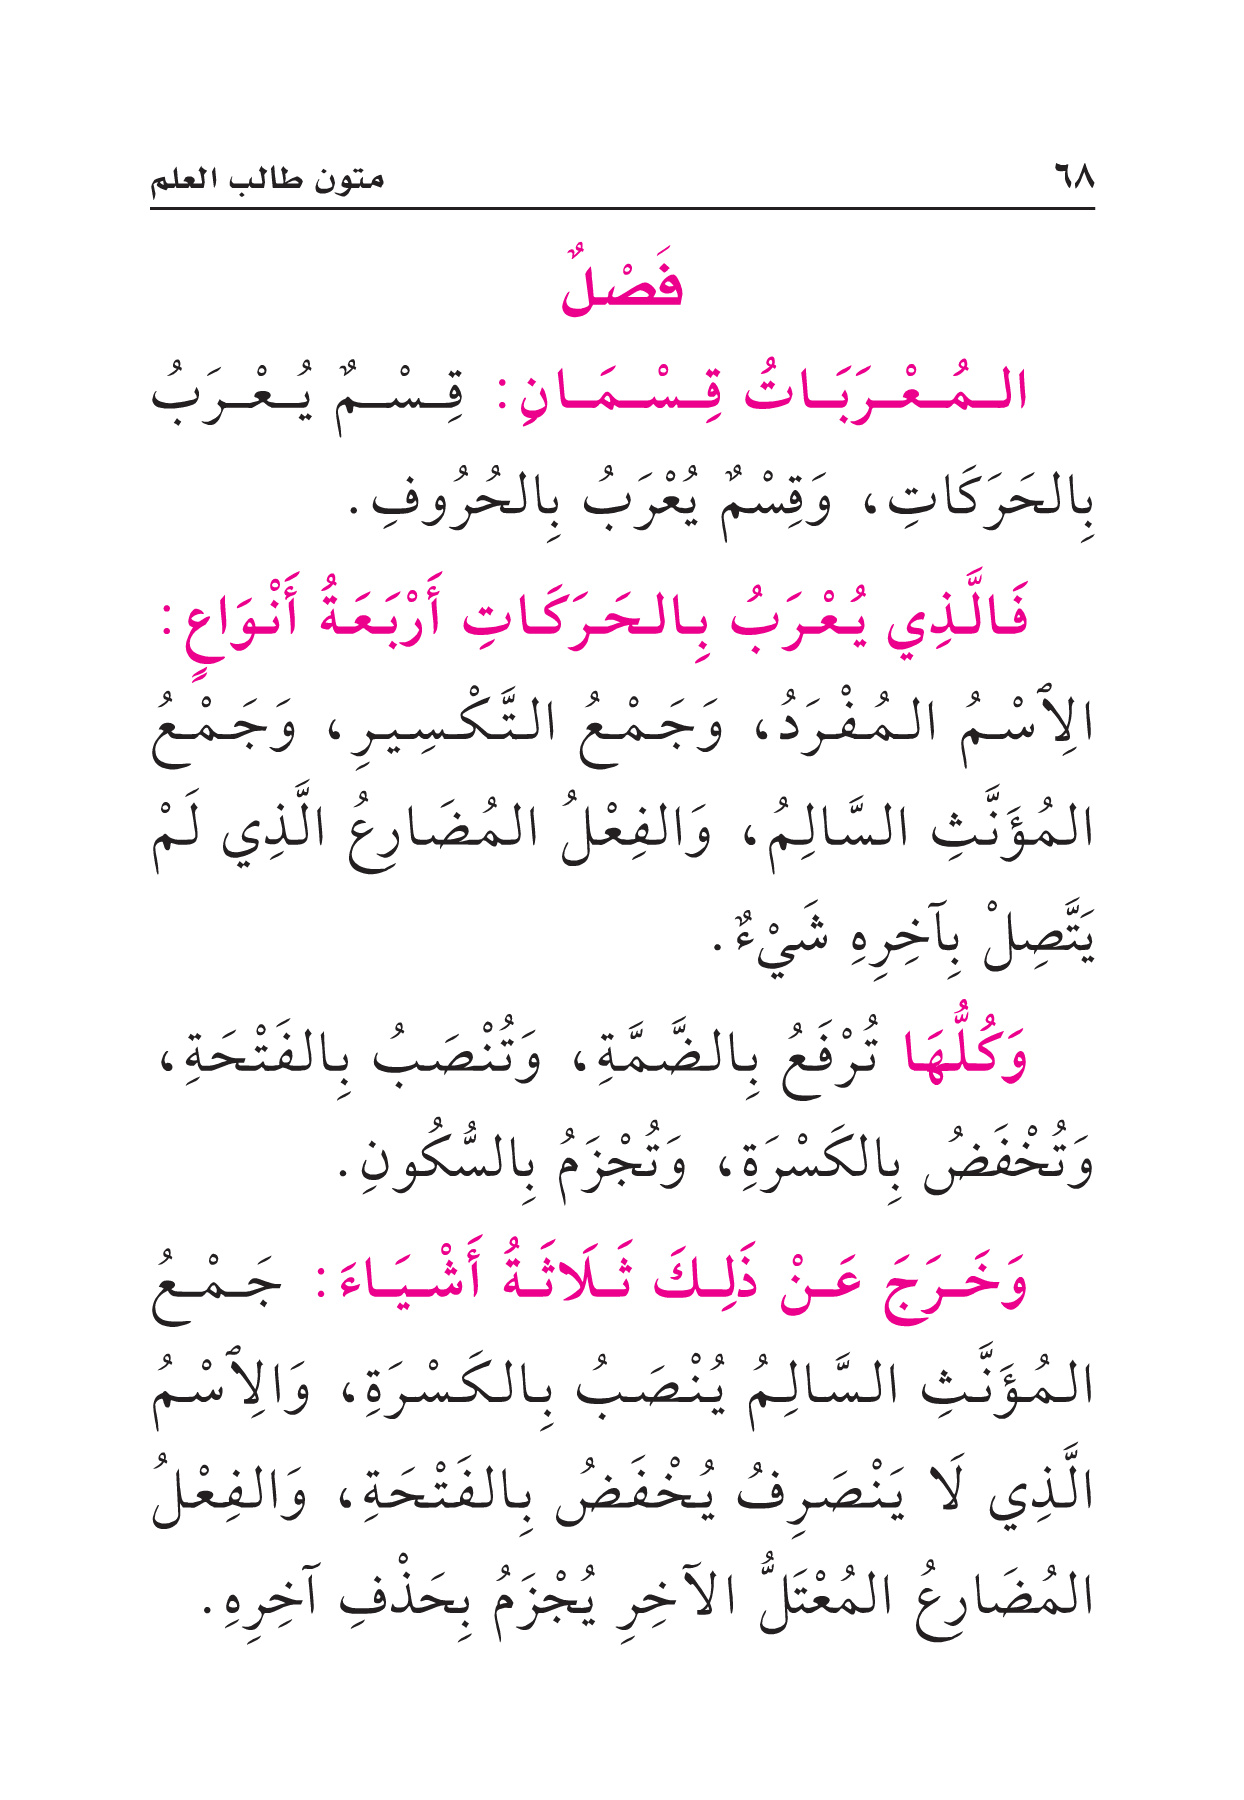 ٦٨ متون طالب العلم
فَصْلٌ
المُعْرَبَاتُ قِسْمَانِ: قِسْمٌ يُعْرَبُ
بِالحَرَكَاتِ، وَقِسْمٌ يُعْرَبُ بِالحُرُوفِ.
فَالَّذِي يُعْرَبُ بِالحَرَكَاتِ أَرْبَعَةُ أَنْوَاعٍ:
الِٱسْمُ المُفْرَدُ، وَجَمْعُ التَّكْسِيرِ، وَجَمْعُ
المُؤَنَّثِ السَّالِمُ، وَالفِعْلُ المُضَارِعُ الَّذِي لَمْ
يَتَّصِلْ بِآخِرِهِ شَيْءٌ.
وَكُلُّهَا تُرْفَعُ بِالضَّمَّةِ، وَتُنْصَبُ بِالفَتْحَةِ،
وَتُخْفَضُ بِالكَسْرَةِ، وَتُجْزَمُ بِالسُّكُونِ.
وَخَرَجَ عَنْ ذَلِكَ ثَلَاثَةُ أَشْيَاءَ: جَمْعُ
المُؤَنَّثِ السَّالِمُ يُنْصَبُ بِالكَسْرَةِ، وَالِٱسْمُ
الَّذِي لَا يَنْصَرِفُ يُخْفَضُ بِالفَتْحَةِ، وَالفِعْلُ
المُضَارِعُ المُعْتَلُّ الآخِرِ يُجْزَمُ بِحَذْفِ آخِرِهِ.